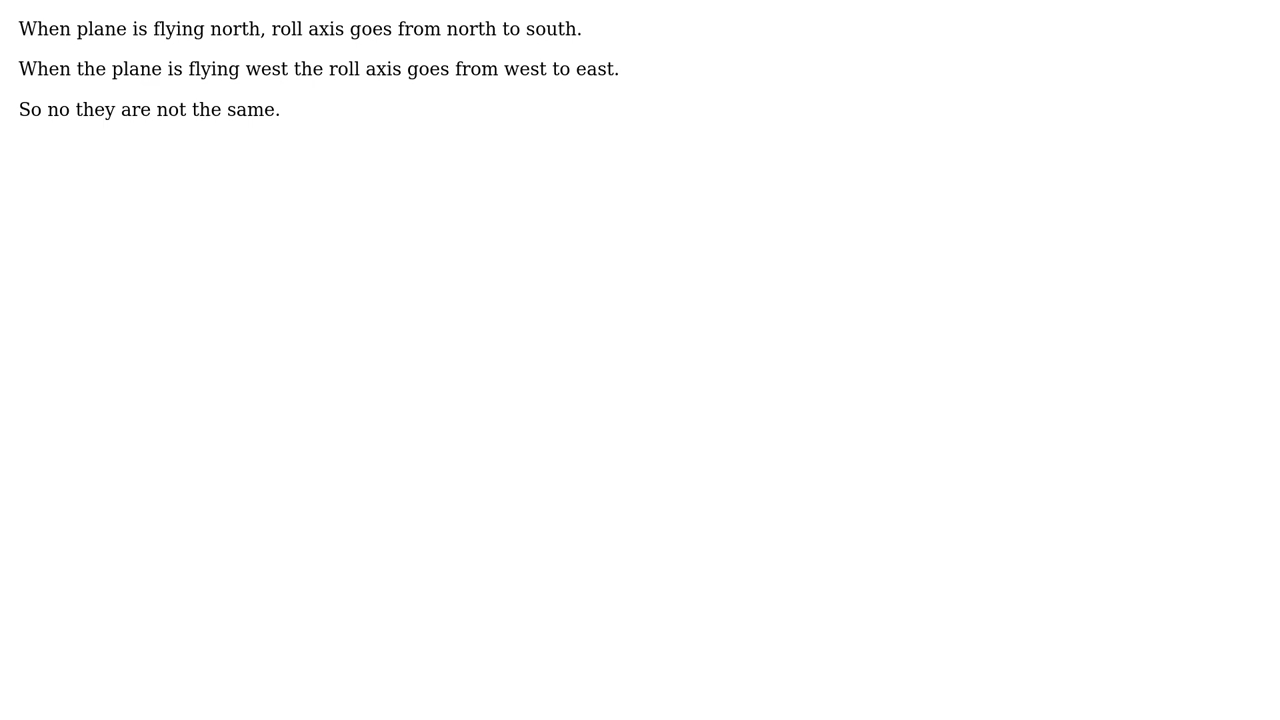 When plane is flying north, roll axis goes from north to south.
When the plane is flying west the roll axis goes from west to east.
So no they are not the same.